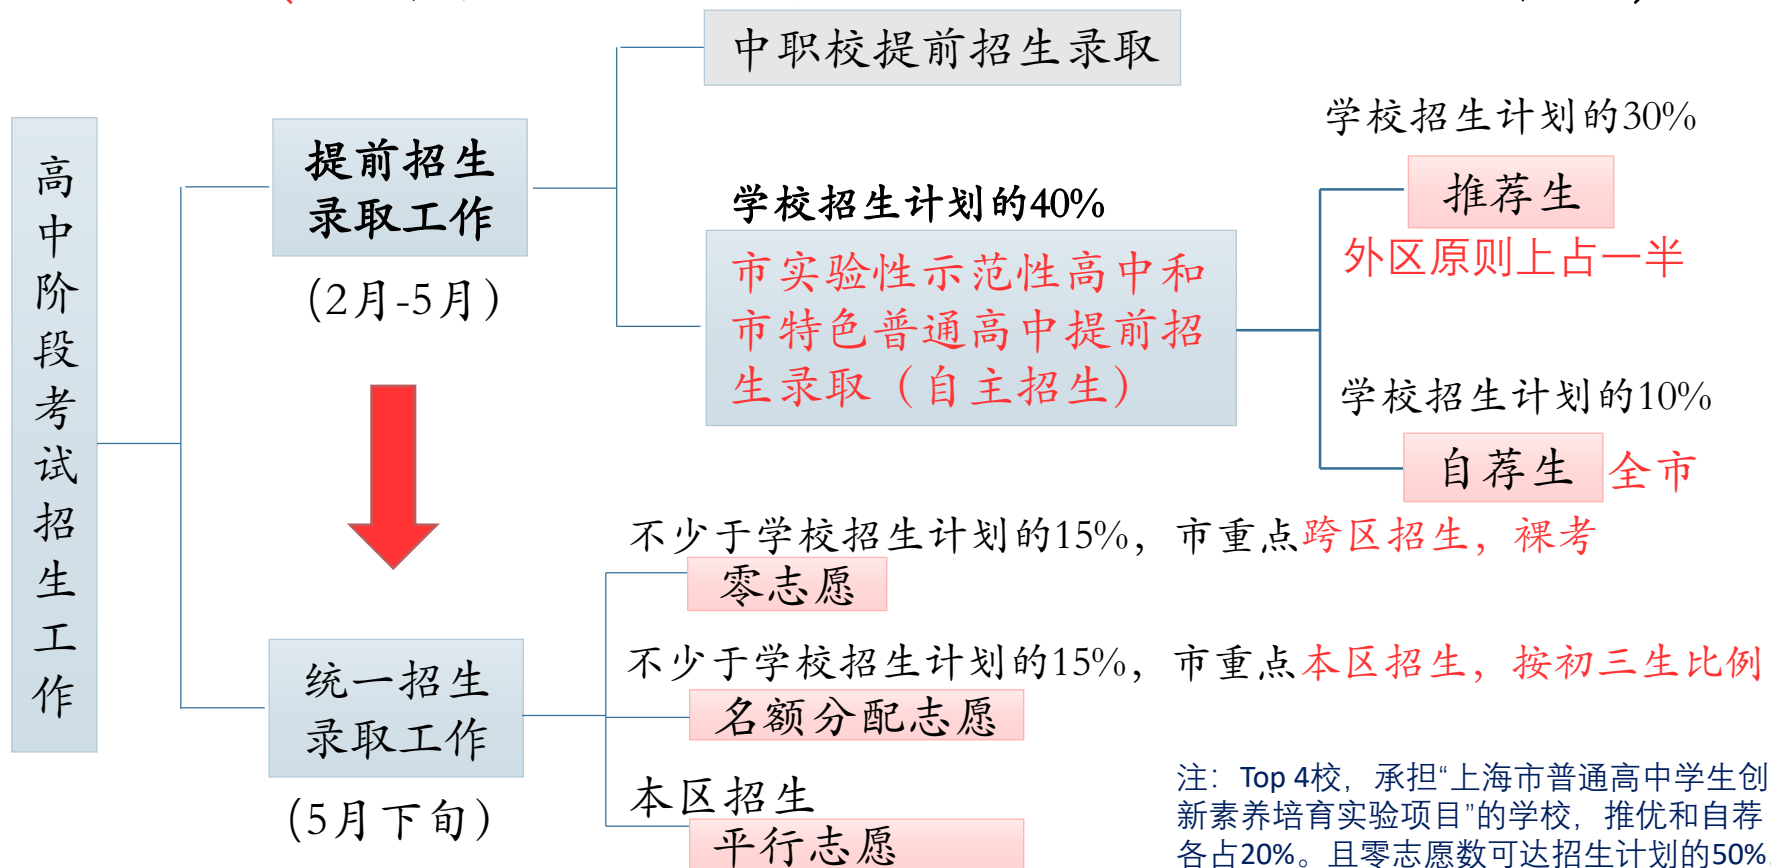 中职校提前招生录取
高中阶段考试招生工作
提前招生
录取工作
(2月-5月)
学校招生计划的40%
市实验性示范性高中和
市特色普通高中提前招
生录取（自主招生）
学校招生计划的30%
推荐生
外区原则上占一半
学校招生计划的10%
自荐生 全市
不少于学校招生计划的15%，市重点跨区招生，裸考
零志愿
统一招生
录取工作
(5月下旬)
不少于学校招生计划的15%，市重点本区招生，按初三生比例
名额分配志愿
本区招生
平行志愿
注：Top 4校，承担“上海市普通高中学生创
新素养培育实验项目”的学校，推优和自荐
各占20%。且零志愿数可达招生计划的50%.